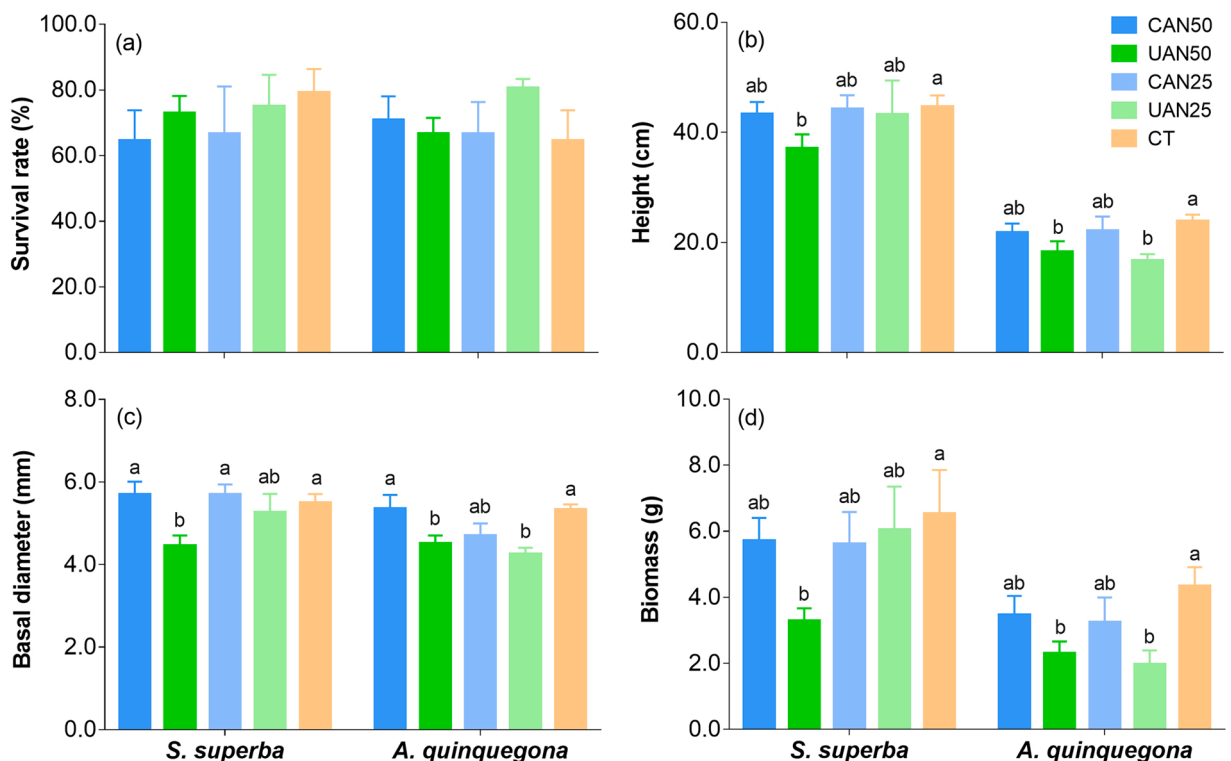 (a)
Survival rate (%)
100.0
80.0
60.0
40.0
20.0
0.0
(b)
Height (cm)
60.0
40.0
20.0
0.0
ab b ab ab a
ab b ab b a
CAN50
UAN50
CAN25
UAN25
CT
(c)
Basal diameter (mm)
8.0
6.0
4.0
2.0
0.0
a b a ab a
a b ab b a
S. superba A. quinquegona
(d)
Biomass (g)
10.0
8.0
6.0
4.0
2.0
0.0
ab b ab ab a
ab b ab b a
S. superba A. quinquegona